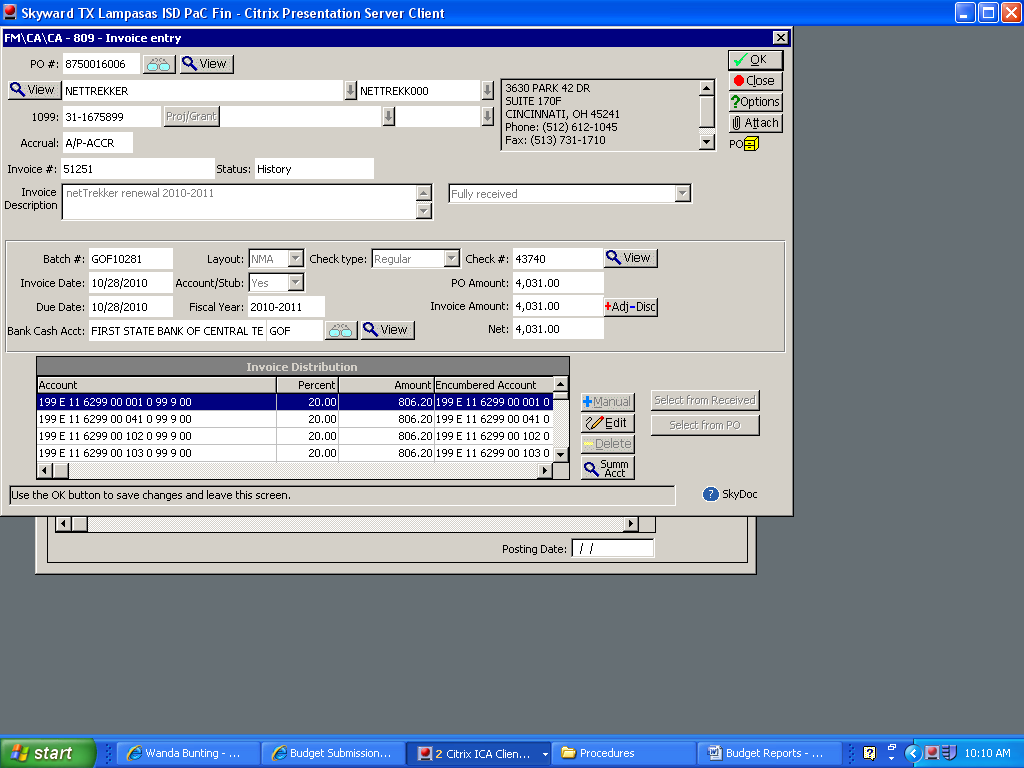 Skyward TX Lampasas ISD PaC Fin - Citrix Presentation Server Client
FM\CA\CA - 809 - Invoice entry
PO #: 8750016006 View
View NETTREKKER NETTREKK000
1099: 31-1675899 Proj/Grant
Accrual: A/P-ACCR
3630 PARK 42 DR
SUITE 170F
CINCINNATI, OH 45241
Phone: (512) 612-1045
Fax: (513) 731-1710
OK
Close
?Options
Attach
PO
Invoice #: 51251 Status: History
Invoice Description netTrekker renewal 2010-2011 Fully received
Batch #: GOF10281 Layout: NMA Check type: Regular Check #: 43740 View
Invoice Date: 10/28/2010 Account/Stub: Yes PO Amount: 4,031.00
Due Date: 10/28/2010 Fiscal Year: 2010-2011 Invoice Amount: 4,031.00 +Adj-Disc
Bank Cash Acct: FIRST STATE BANK OF CENTRAL TE GOF View Net: 4,031.00
Invoice Distribution
Account Percent Amount Encumbered Account
199 E 11 6299 00 001 0 99 9 00 20.00 806.20 199 E 11 6299 00 001 0
199 E 11 6299 00 041 0 99 9 00 20.00 806.20 199 E 11 6299 00 041 0
199 E 11 6299 00 102 0 99 9 00 20.00 806.20 199 E 11 6299 00 102 0
199 E 11 6299 00 103 0 99 9 00 20.00 806.20 199 E 11 6299 00 103 0
+Manual
Edit
Delete
Summ Acct
Select from Received
Select from PO
Use the OK button to save changes and leave this screen.
? SkyDoc
Posting Date: / /
start Wanda Bunting - ... Budget Submission... 2 Citrix ICA Clien... Procedures Budget Reports - ... ? 10:10 AM